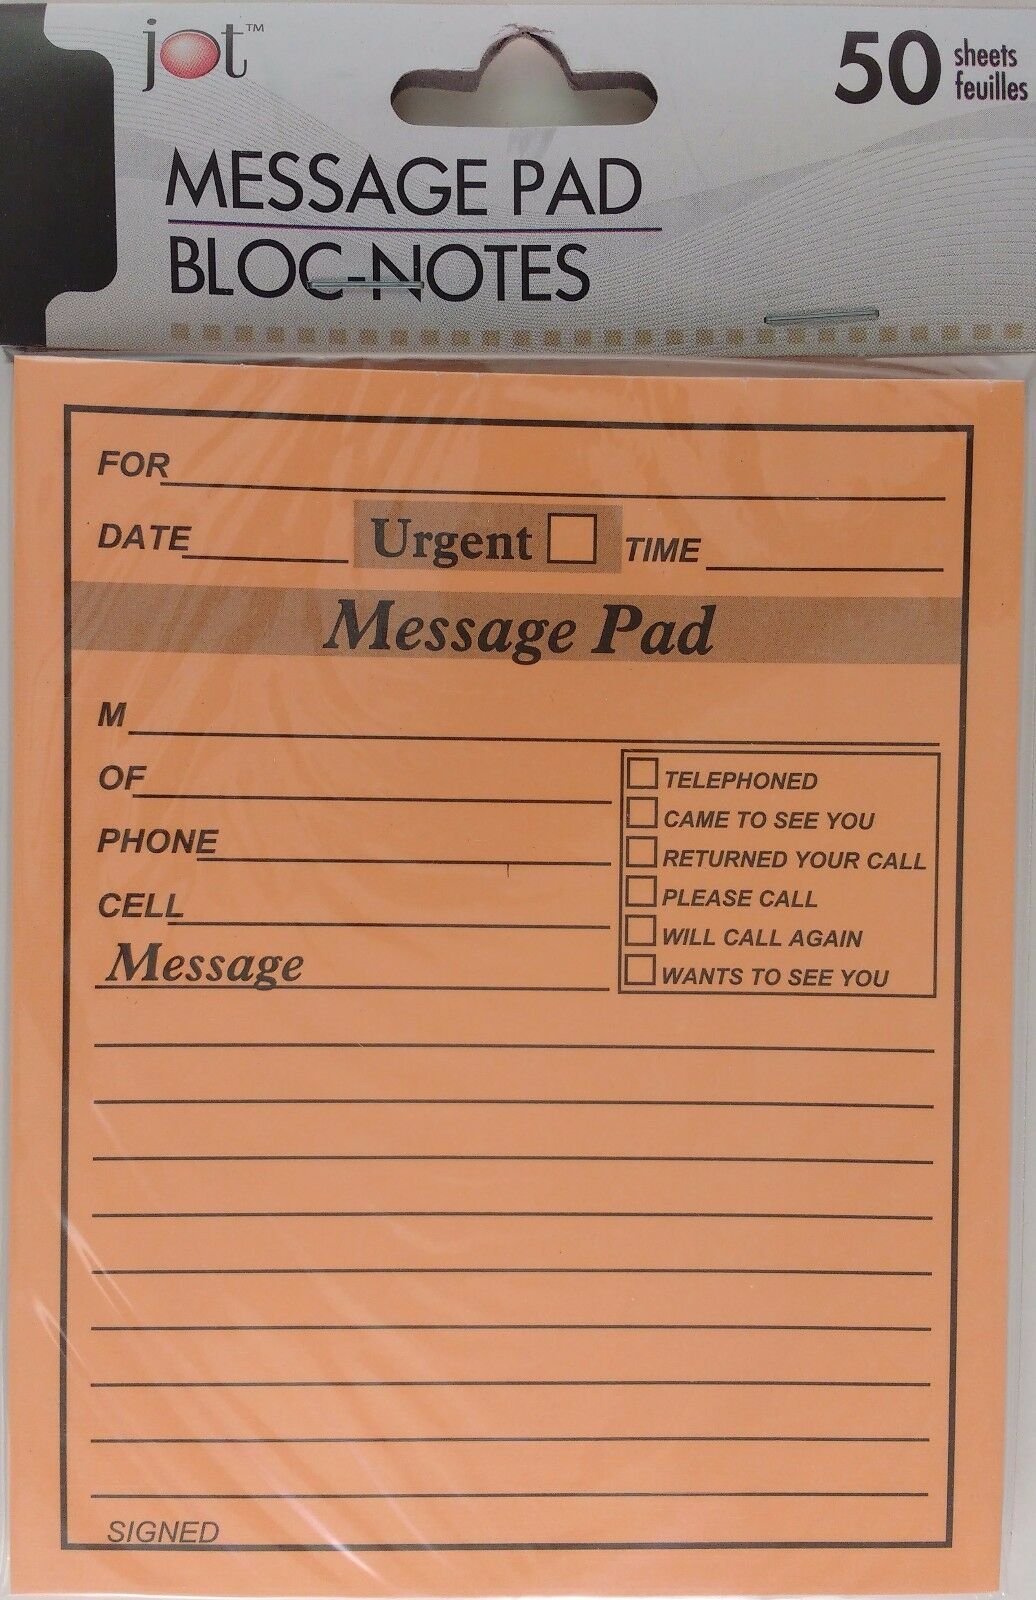 jot™
50 sheets
feuilles
MESSAGE PAD
BLOC-NOTES
FOR
DATE Urgent TIME
Message Pad
M
OF
PHONE
CELL
Message
TELEPHONED
CAME TO SEE YOU
RETURNED YOUR CALL
PLEASE CALL
WILL CALL AGAIN
WANTS TO SEE YOU
SIGNED